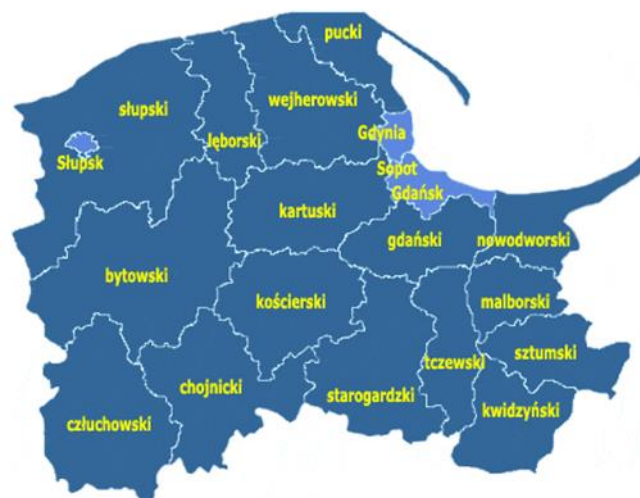 pucki
wejherowski
słupski
Gdynia
lęborski
Słupsk
Sopot
Gdańsk
kartuski
gdański
nowodworski
bytowski
kościerski
malborski
sztumski
tczewski
chojnicki
starogardzki
kwidzyński
człuchowski